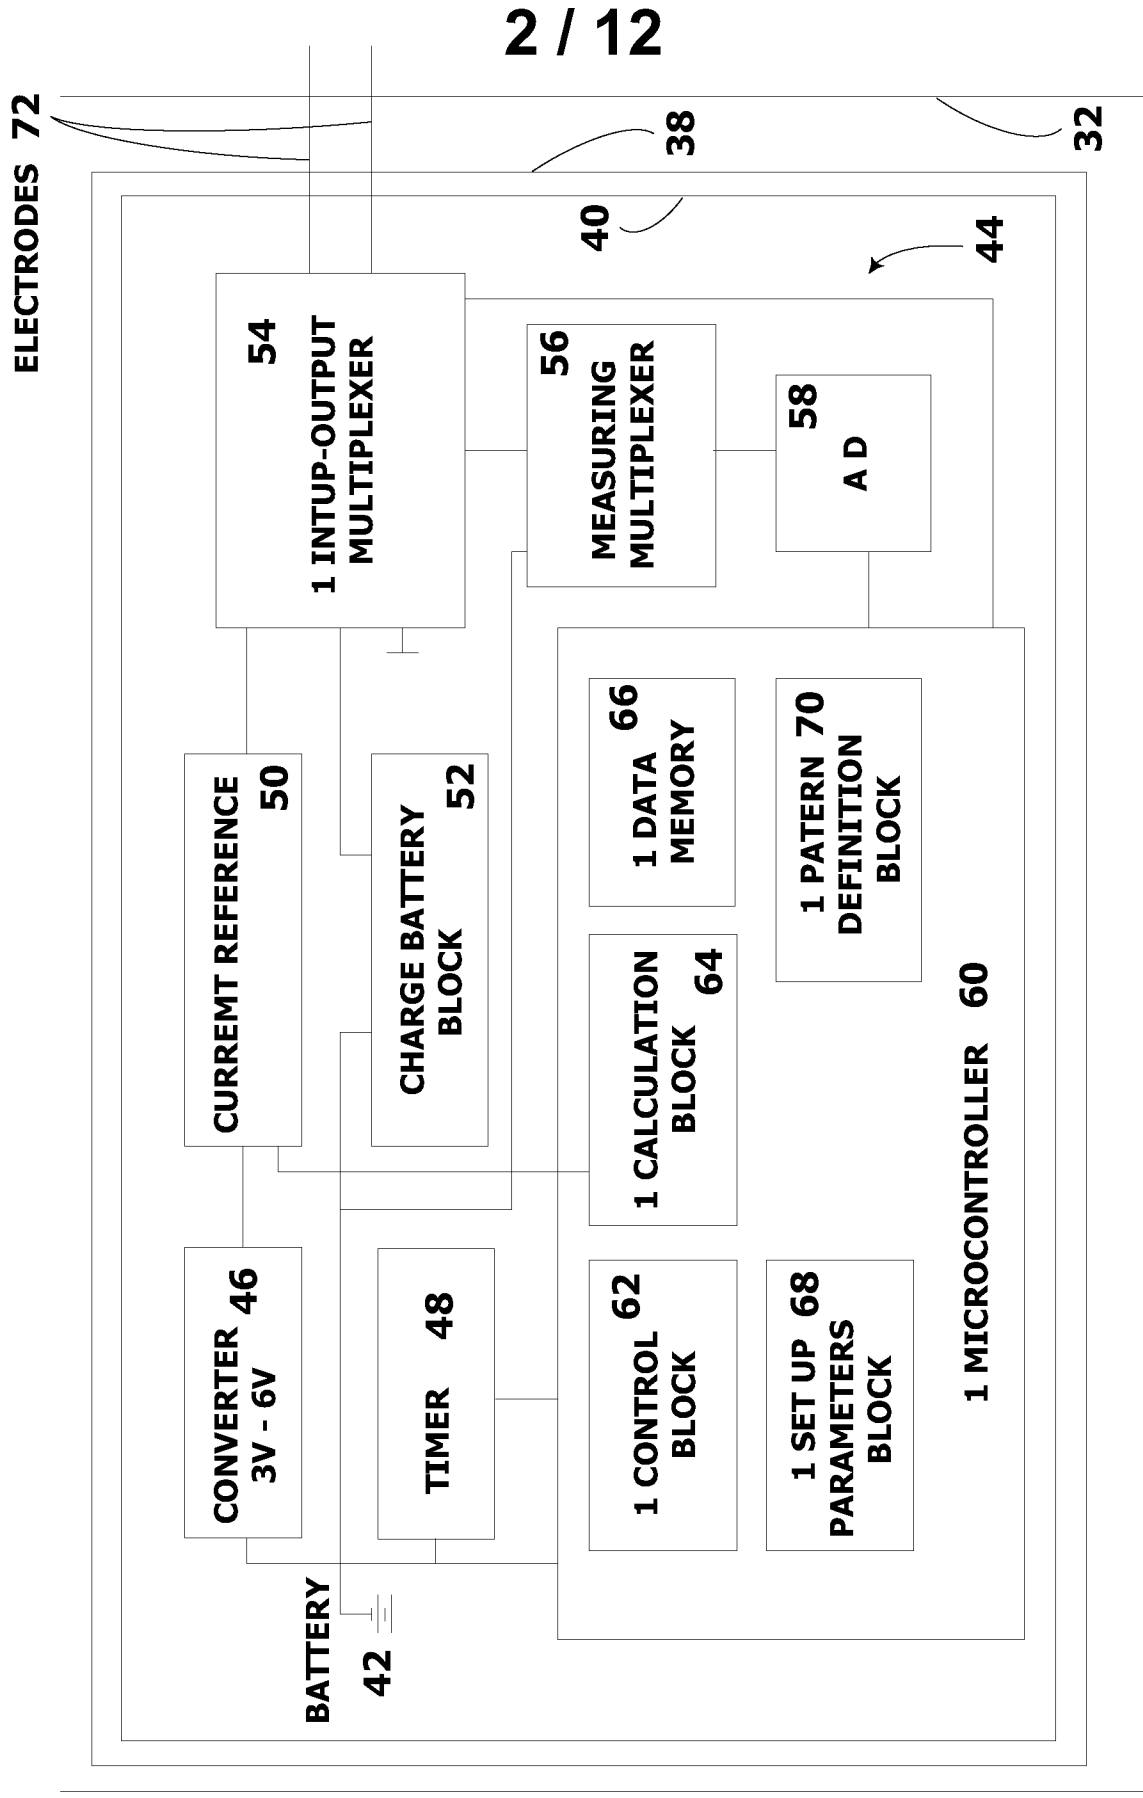 2 / 12
ELECTRODES 72
38
32
40
44
54
1 INTUP-OUTPUT
MULTIPLEXER
56
MEASURING
MULTIPLEXER
58
A D
CURREMT REFERENCE
50
CHARGE BATTERY
BLOCK
52
66
1 DATA
MEMORY
1 PATERN 70
DEFINITION
BLOCK
1 CALCULATION
BLOCK
64
CONVERTER
46
3V - 6V
TIMER 48
62
1 CONTROL
BLOCK
1 SET UP 68
PARAMETERS
BLOCK
1 MICROCONTROLLER 60
BATTERY
42